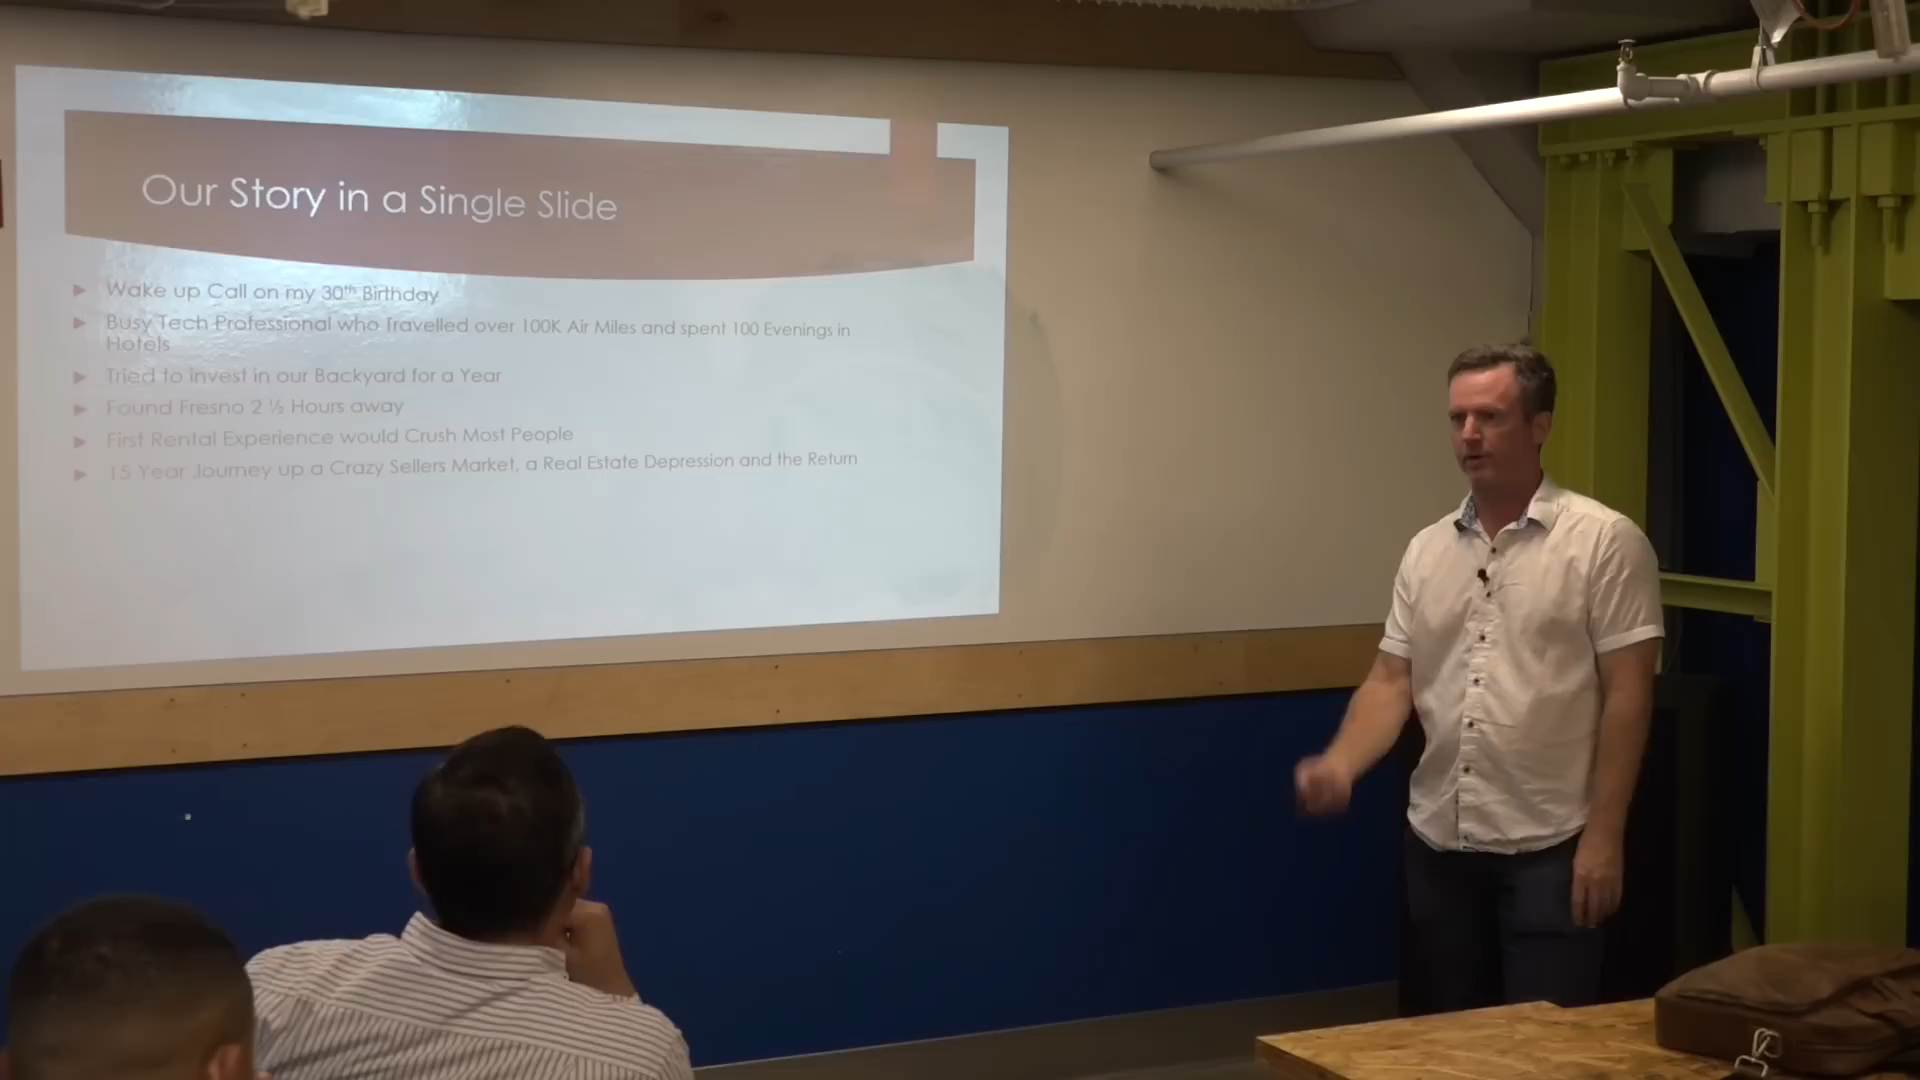 Our Story in a Single Slide
Wake up Call on my 30th Birthday
Busy Tech Professional who Travelled over 100K Air Miles and spent 100 Evenings in
Hotels
Tried to Invest in our Backyard for a Year
Found Fresno 2 ½ Hours away
First Rental Experience would Crush Most People
15 Year Journey up a Crazy Sellers Market, a Real Estate Depression and the Return